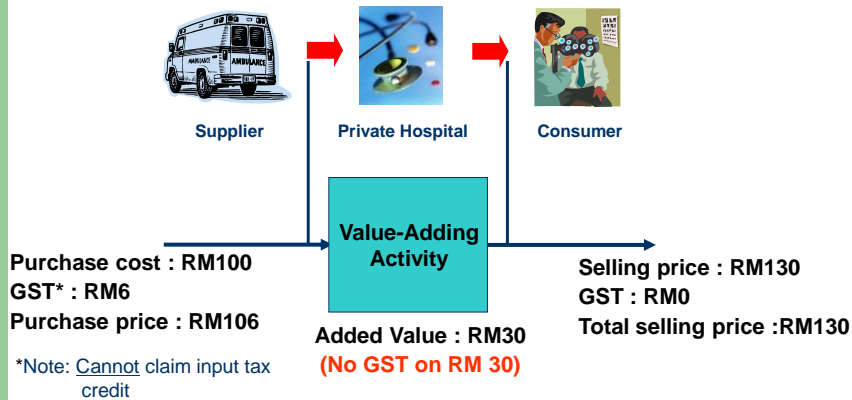 AMBULANCE
AMBULANCE
Supplier
Private Hospital
Consumer
Value-Adding
Activity
Purchase cost : RM100
GST* : RM6
Purchase price : RM106
*Note: Cannot claim input tax
credit
Added Value : RM30
(No GST on RM 30)
Selling price : RM130
GST : RM0
Total selling price :RM130